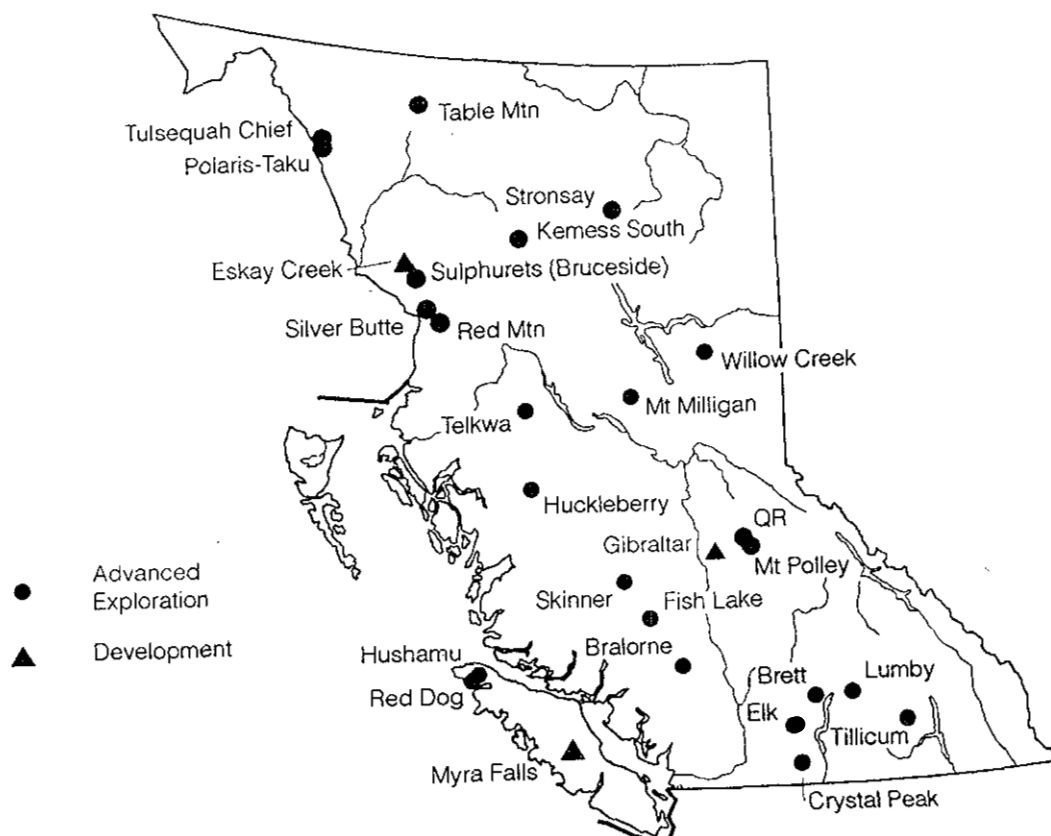 Table Mtn
Tulsequah Chief
Polaris-Taku
Stronsay
Kemess South
Eskay Creek
Sulphurets (Bruceside)
Silver Butte
Red Mtn
Willow Creek
Mt Milligan
Telkwa
Huckleberry
QR
Gibraltar
Mt Polley
Advanced
Exploration
Skinner
Fish Lake
Development
Bralorne
Hushamu
Red Dog
Brett
Lumby
Elk
Tillicum
Myra Falls
Crystal Peak